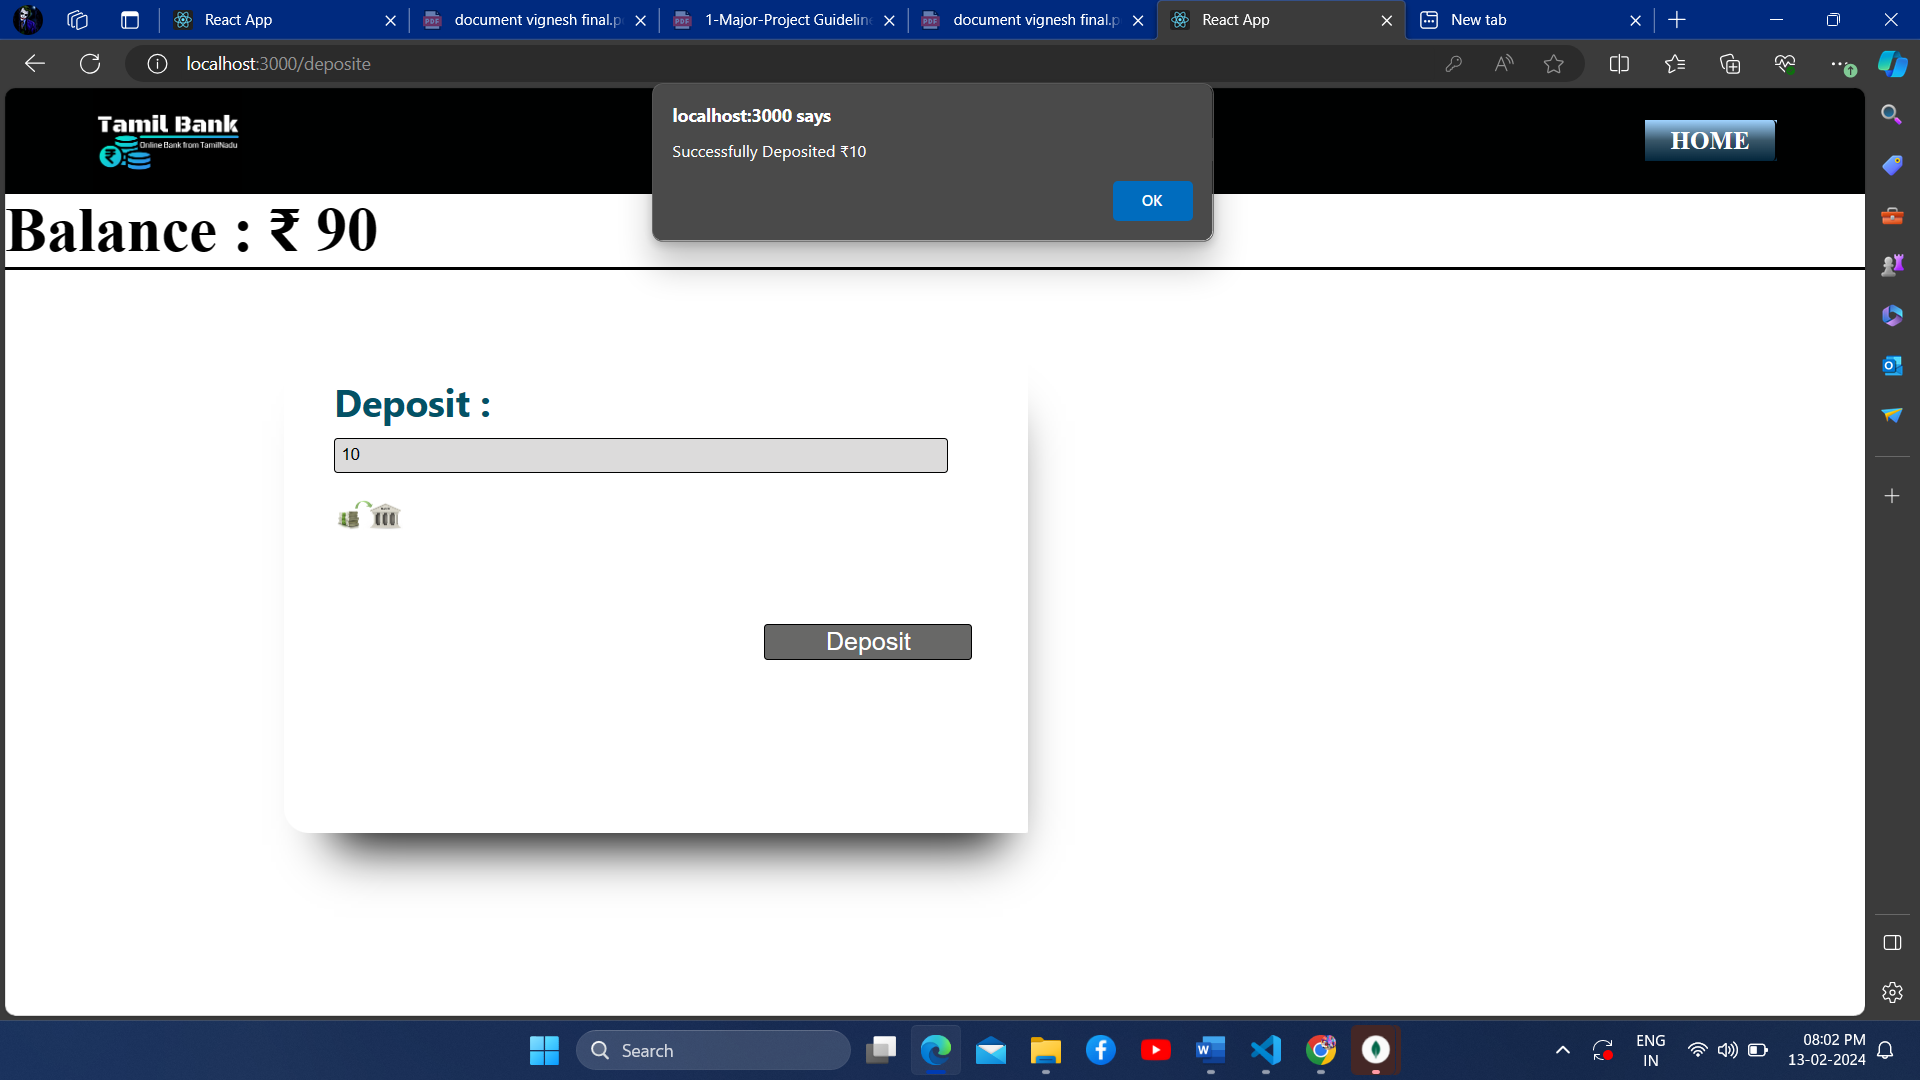 React App
document vignesh final.p
1-Major-Project Guideline
document vignesh final.p
React App
New tab
localhost:3000/deposite
Tamil Bank
Online Bank from TamilNadu
localhost:3000 says
Successfully Deposited ₹10
OK
HOME
Balance : ₹ 90
Deposit :
10
Deposit
Search
ENG
IN
08:02 PM
13-02-2024